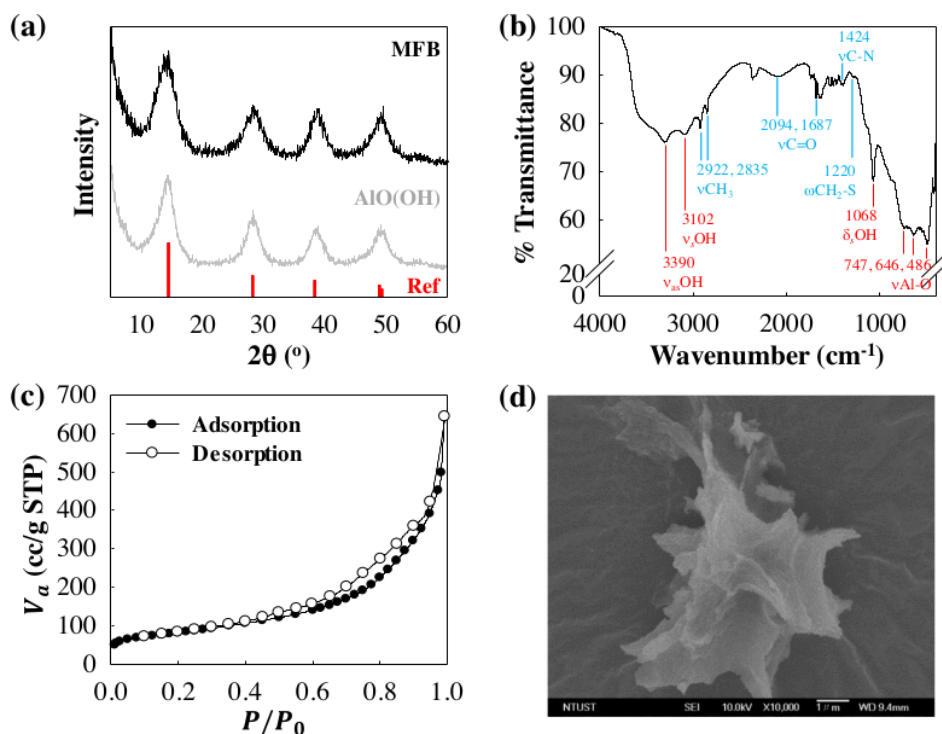 (a)
MFB
AlO(OH)
Ref
Intensity
10 20 30 40 50 60
2θ (°)
(b)
100
90
80
70
60
20
0
% Transmittance
1424
νC-N
2094, 1687
νC=O
2922, 2835
νCH₃
1220
ωCH₂-S
3102
νₛOH
1068
δₛOH
3390
νₐₛOH
747, 646, 486
νAl-O
4000 3000 2000 1000
Wavenumber (cm⁻¹)
(c)
700
600
500
400
300
200
100
0
Vₐ (cc/g STP)
Adsorption
Desorption
0.0 0.2 0.4 0.6 0.8 1.0
P/P₀
(d)
NTUST SEI 10.0kV X10,000 1μm WD 9.4mm